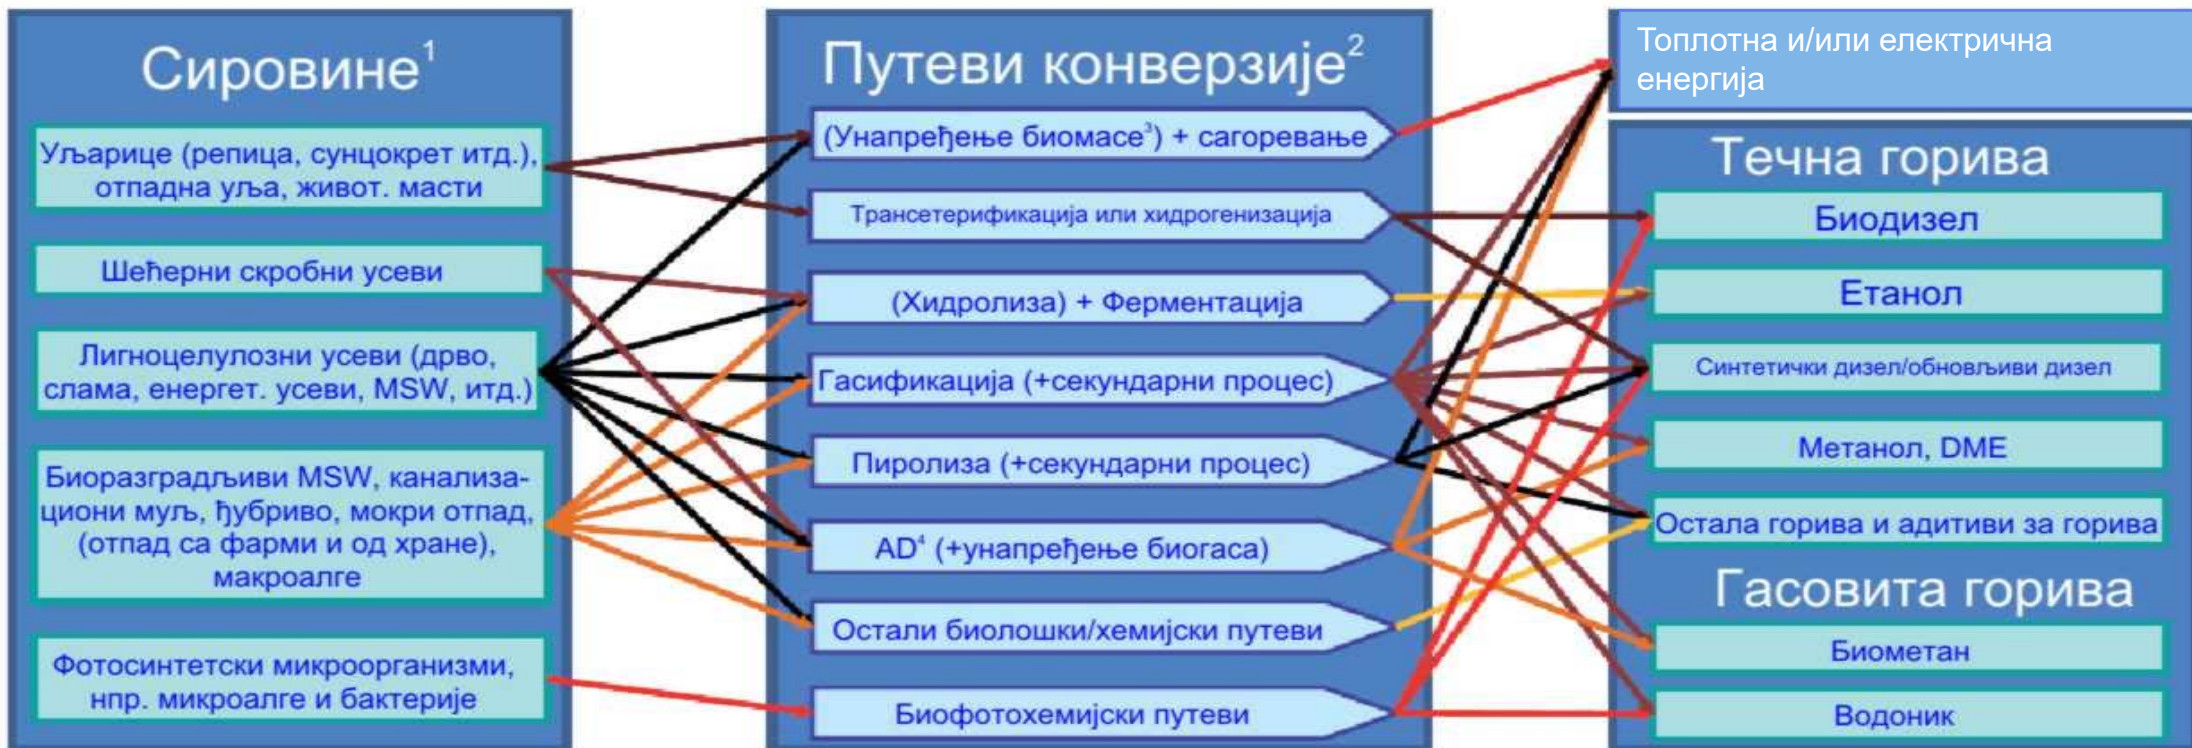 Сировине¹
Уљарице (репица, сунцокрет итд.),
отпадна уља, живот. масти
Шећерни скробни усеви
Лигноцелулозни усеви (дрво,
слама, енергет. усеви, MSW, итд.)
Биоразградљиви MSW, канализа-
циони муљ, ђубриво, мокри отпад,
(отпад са фарми и од хране),
макроалге
Фотосинтетски микроорганизми,
нпр. микроалге и бактерије
Путеви конверзије²
(Унапређење биомасе³) + сагоревање
Трансетерификација или хидрогенизација
(Хидролиза) + Ферментација
Гасификација (+секундарни процес)
Пиролиза (+секундарни процес)
AD⁴ (+унапређење биогаса)
Остали биолошки/хемијски путеви
Биофотохемијски путеви
Топлотна и/или електрична
енергија
Течна горива
Биодизел
Етанол
Синтетички дизел/обновљиви дизел
Метанол, DME
Остала горива и адитиви за горива
Гасовита горива
Биометан
Водоник